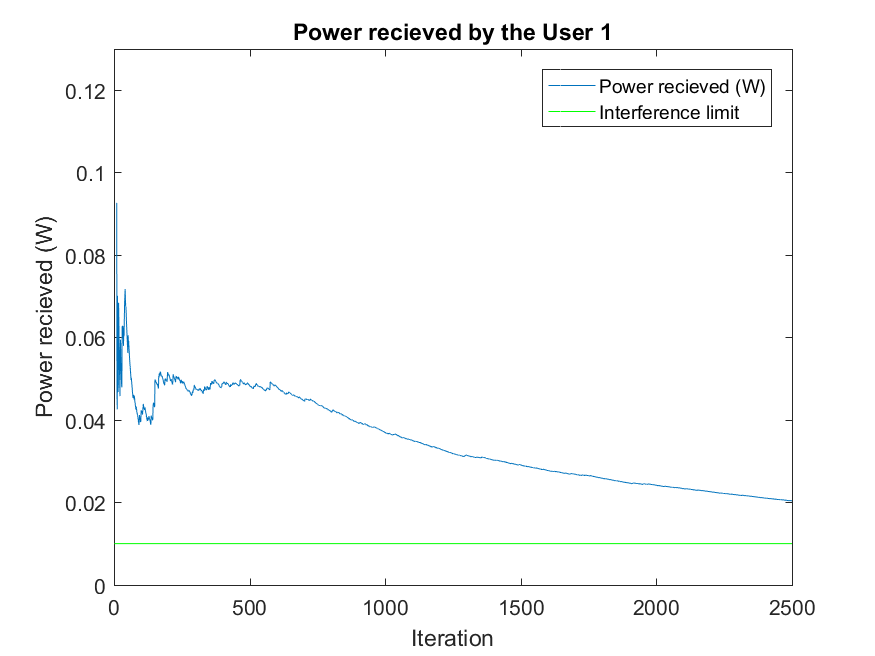 Power recieved by the User 1
Power recieved (W)
Interference limit
0.12
0.1
0.08
0.06
0.04
0.02
0
Power recieved (W)
0 500 1000 1500 2000 2500
Iteration